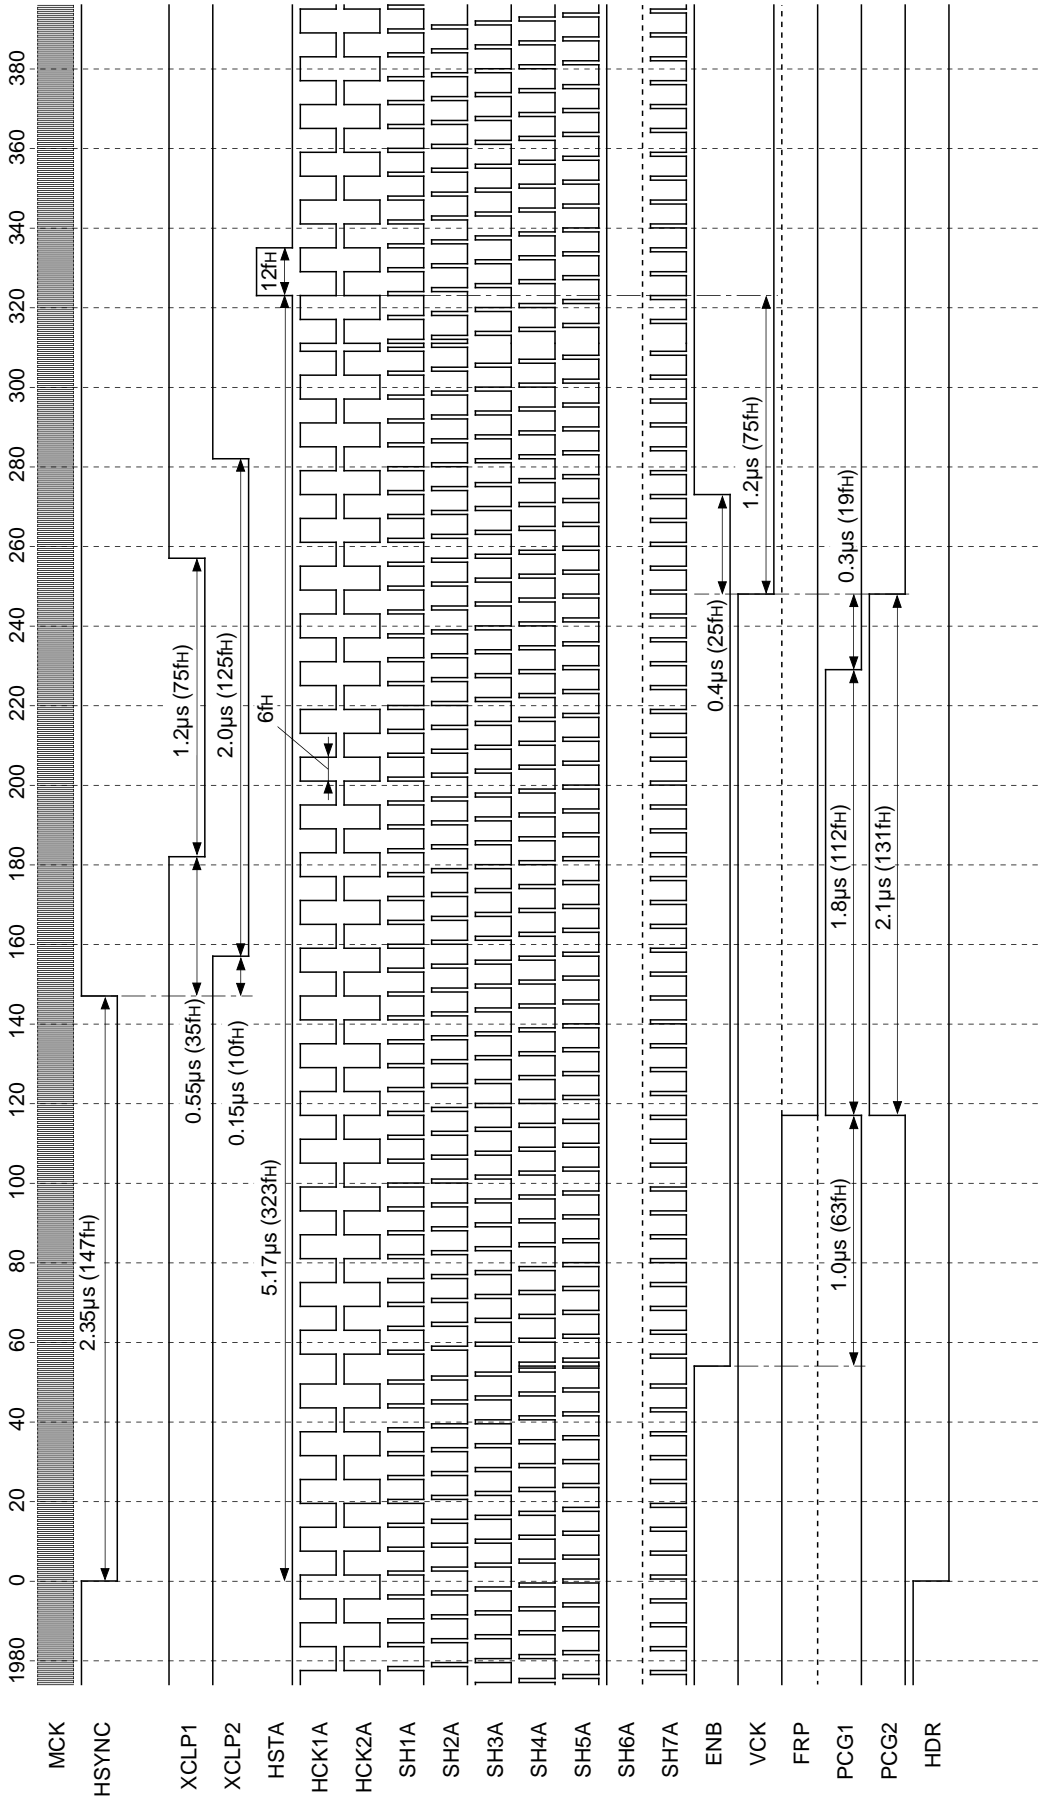 MCK
HSYNC
XCLP1
XCLP2
HSTA
HCK1A
HCK2A
SH1A
SH2A
SH3A
SH4A
SH5A
SH6A
SH7A
ENB
VCK
FRP
PCG1
PCG2
HDR
1980 0 20 40 60 80 100 120 140 160 180 200 220 240 260 280 300 320 340 360 380
2.35µs (147fH)
0.55µs (35fH)
1.2µs (75fH)
0.15µs (10fH)
2.0µs (125fH)
5.17µs (323fH)
12fH
6fH
0.4µs (25fH)
1.2µs (75fH)
1.0µs (63fH)
1.8µs (112fH)
0.3µs (19fH)
2.1µs (131fH)